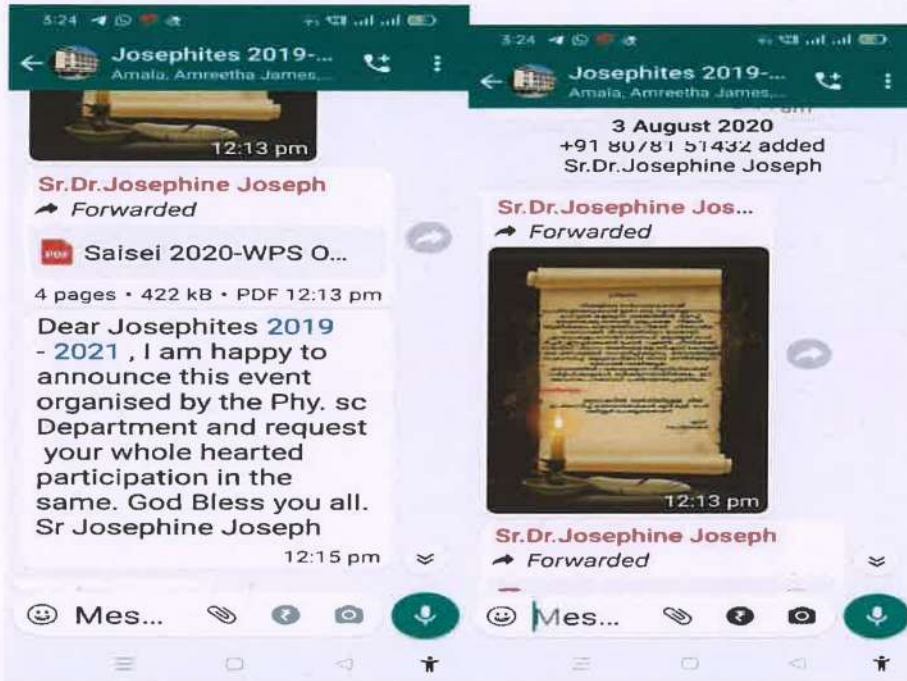 5:24
Josephites 2019-...
Amala, Amreetha James,...
12:13 pm
Sr.Dr.Josephine Joseph
Forwarded
PDF
Saisei 2020-WPS O...
4 pages • 422 kB • PDF 12:13 pm
Dear Josephites 2019
- 2021 , I am happy to
announce this event
organised by the Phy. sc
Department and request
your whole hearted
participation in the
same. God Bless you all.
Sr Josephine Joseph
12:15 pm
Mes...
3:24
Josephites 2019-...
Amala, Amreetha James,...
3 August 2020
+91 80781 51432 added
Sr.Dr.Josephine Joseph
Sr.Dr.Josephine Jos...
Forwarded
12:13 pm
Sr.Dr.Josephine Joseph
Forwarded
Mes...